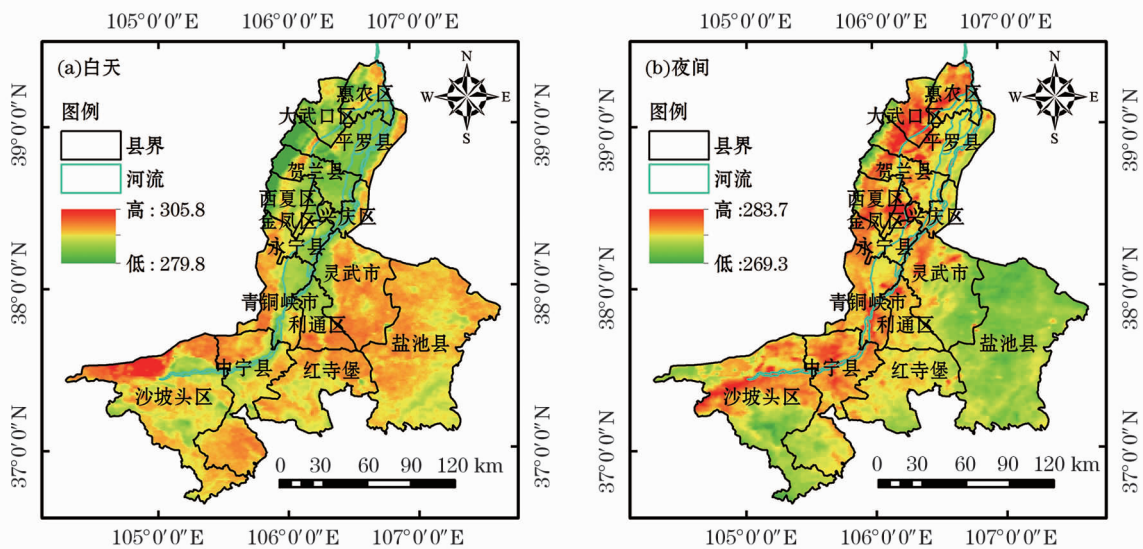 105°0′0″E 106°0′0″E 107°0′0″E
(a)白天
N
W E
S
图例
县界
河流
高：305.8
低：279.8
惠农区
大武口区
平罗县
贺兰县
西夏区
金凤区
兴庆区
永宁县
灵武市
青铜峡市
利通区
盐池县
中宁县
红寺堡
沙坡头区
39°0′0″N
38°0′0″N
37°0′0″N
0 30 60 90 120 km
105°0′0″E 106°0′0″E 107°0′0″E
105°0′0″E 106°0′0″E 107°0′0″E
(b)夜间
N
W E
S
图例
县界
河流
高：283.7
低：269.3
惠农区
大武口区
平罗县
贺兰县
西夏区
金凤区
兴庆区
永宁县
灵武市
青铜峡市
利通区
盐池县
中宁县
红寺堡
沙坡头区
39°0′0″N
38°0′0″N
37°0′0″N
39°0′0″N
38°0′0″N
37°0′0″N
0 30 60 90 120 km
105°0′0″E 106°0′0″E 107°0′0″E